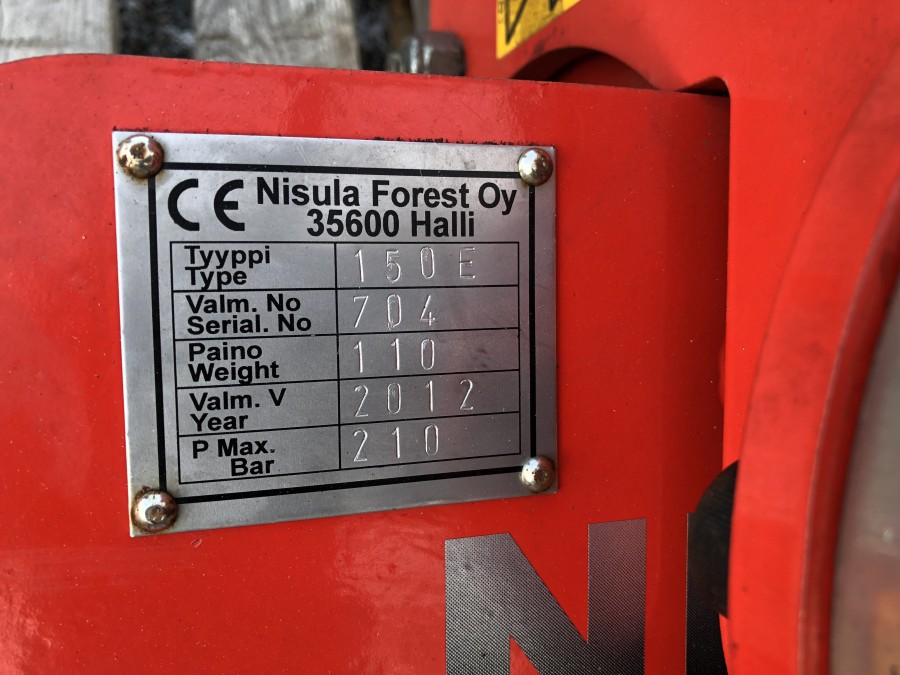 CE Nisula Forest Oy
35600 Halli
Tyyppi
Type 150E
Valm. No
Serial. No 704
Paino
Weight 110
Valm. V
Year 2012
P Max.
Bar 210
N